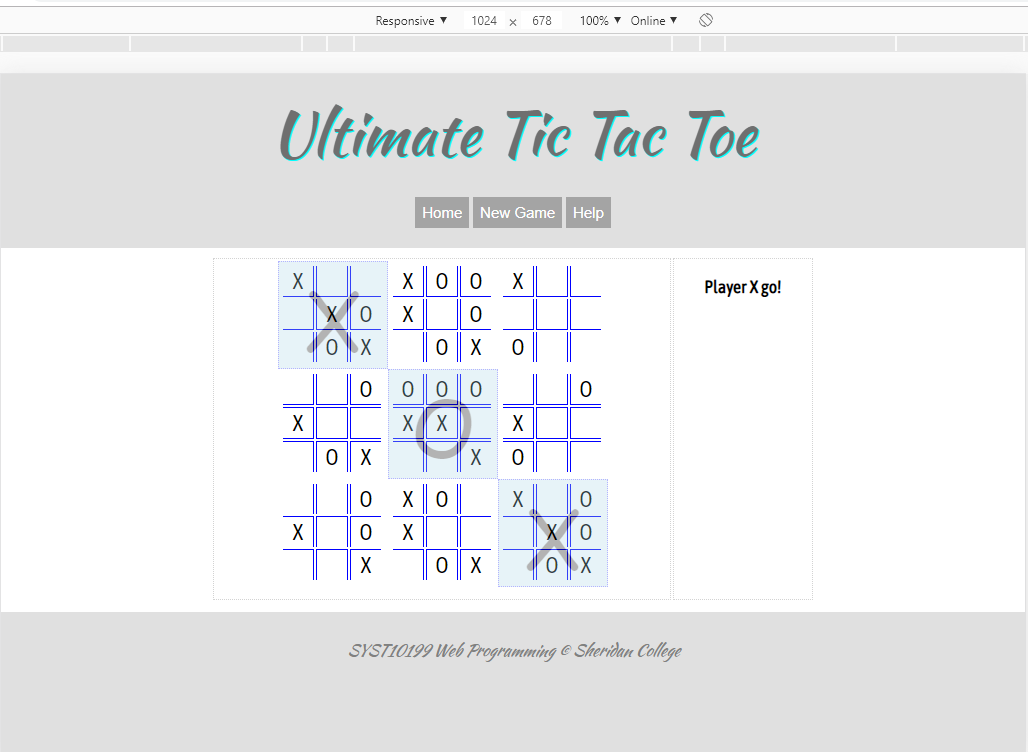 Responsive ▼ 1024 x 678 100% ▼ Online ▼
Ultimate Tic Tac Toe
Home New Game Help
Player X go!
X X O O X
X O X O
O X O X O
X
O O O O O
X X X X
O X X O
O
O X O X O
X O X X O
X O X O X
X
SYST10199 Web Programming @ Sheridan College